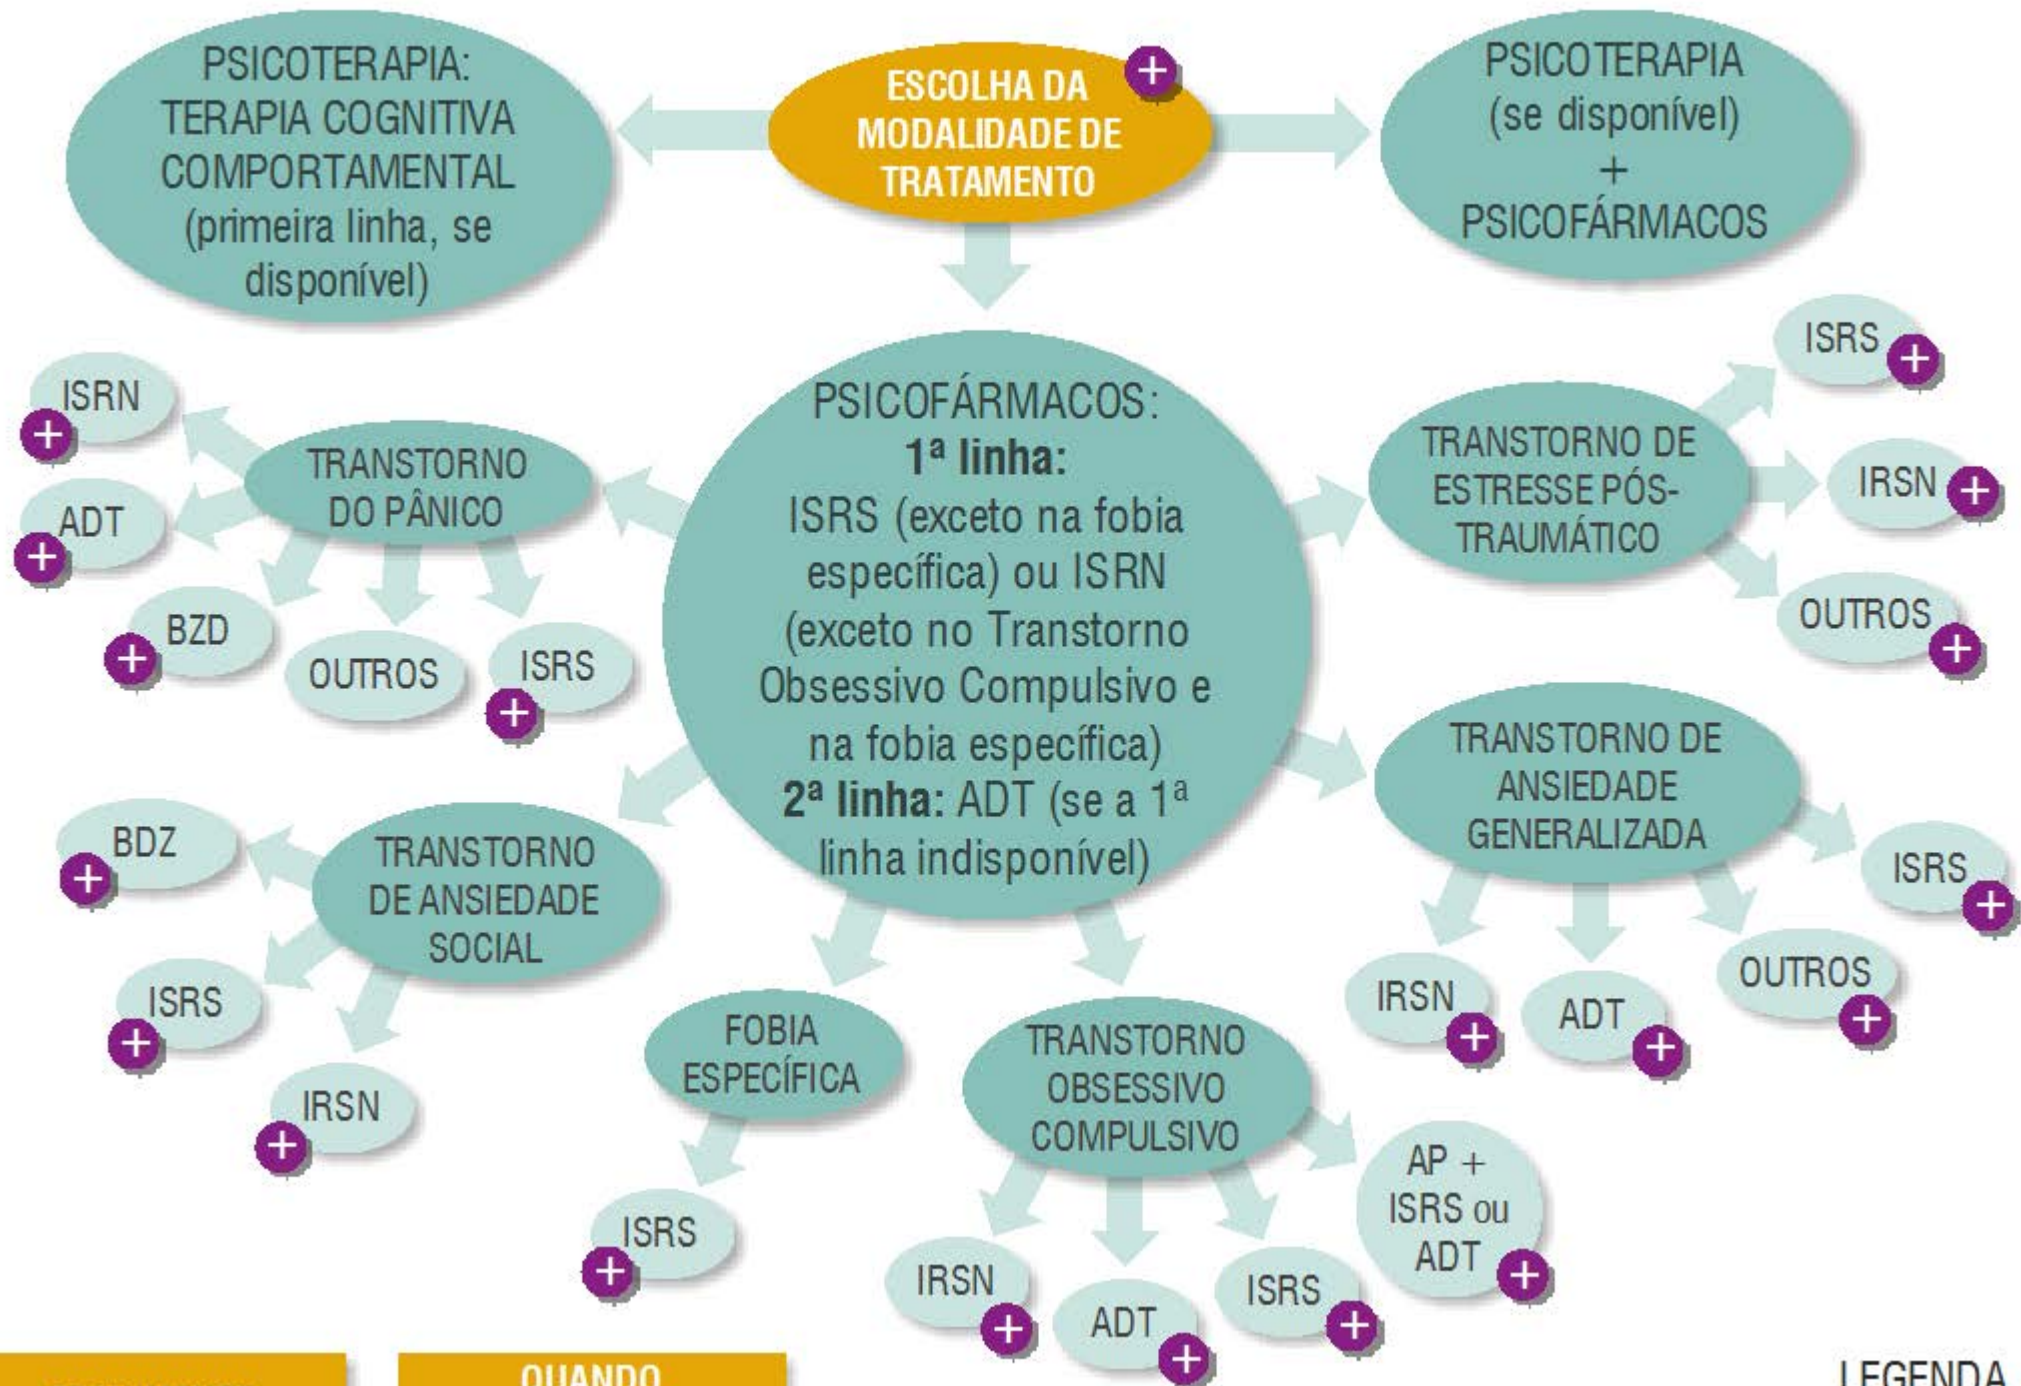 PSICOTERAPIA:
TERAPIA COGNITIVA
COMPORTAMENTAL
(primeira linha, se
disponível)
ESCOLHA DA
MODALIDADE DE
TRATAMENTO
+
PSICOTERAPIA
(se disponível)
+
PSICOFÁRMACOS
PSICOFÁRMACOS:
1ª linha:
ISRS (exceto na fobia
específica) ou ISRN
(exceto no Transtorno
Obsessivo Compulsivo e
na fobia específica)
2ª linha: ADT (se a 1ª
linha indisponível)
TRANSTORNO
DO PÂNICO
ISRN
+
ADT
+
BZD
+
OUTROS
ISRS
+
TRANSTORNO DE
ESTRESSE PÓS-
TRAUMÁTICO
ISRS
+
IRSN
+
OUTROS
+
TRANSTORNO DE
ANSIEDADE
GENERALIZADA
ISRS
+
OUTROS
+
ADT
+
IRSN
+
TRANSTORNO
DE ANSIEDADE
SOCIAL
BDZ
+
ISRS
+
IRSN
+
FOBIA
ESPECÍFICA
ISRS
+
TRANSTORNO
OBSESSIVO
COMPULSIVO
IRSN
+
ADT
+
ISRS
+
AP +
ISRS ou
ADT
+
QUANDO
LEGENDA